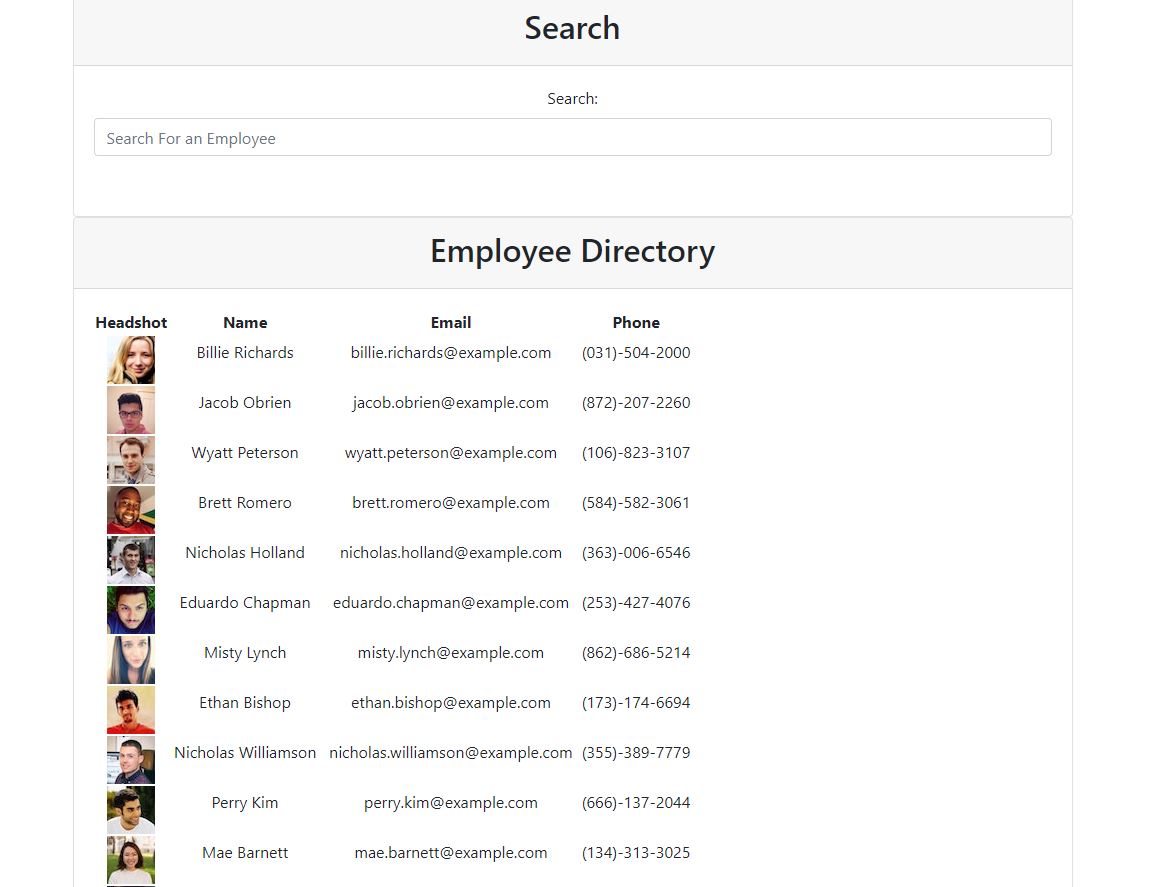 Search
Search:
Search For an Employee
Employee Directory
Headshot Name Email Phone
Billie Richards billie.richards@example.com (031)-504-2000
Jacob Obrien jacob.obrien@example.com (872)-207-2260
Wyatt Peterson wyatt.peterson@example.com (106)-823-3107
Brett Romero brett.romero@example.com (584)-582-3061
Nicholas Holland nicholas.holland@example.com (363)-006-6546
Eduardo Chapman eduardo.chapman@example.com (253)-427-4076
Misty Lynch misty.lynch@example.com (862)-686-5214
Ethan Bishop ethan.bishop@example.com (173)-174-6694
Nicholas Williamson nicholas.williamson@example.com (355)-389-7779
Perry Kim perry.kim@example.com (666)-137-2044
Mae Barnett mae.barnett@example.com (134)-313-3025